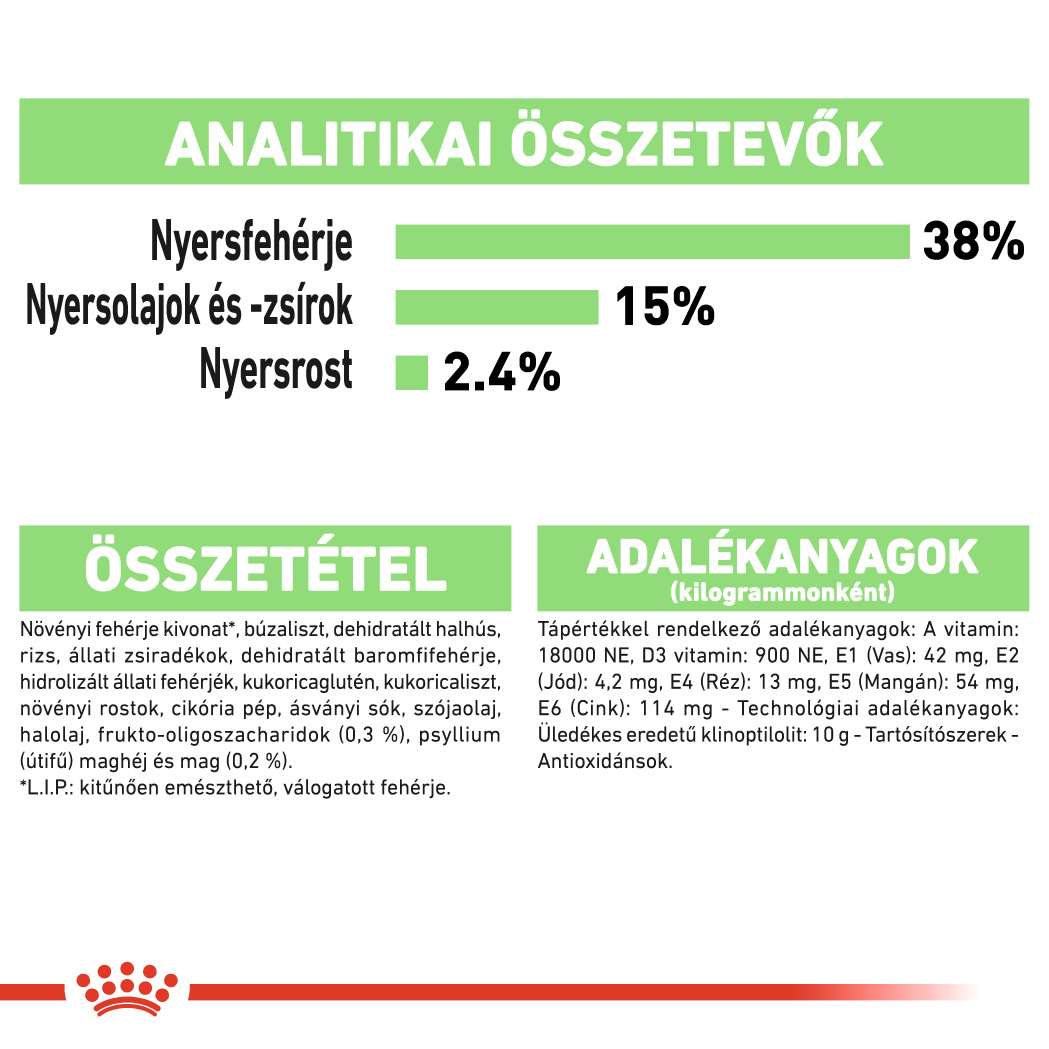 ANALITIKAI ÖSSZETEVŐK
Nyersfehérje 38%
Nyersolajok és -zsírok 15%
Nyersrost 2.4%
ÖSSZETÉTEL
Növényi fehérje kivonat*, búzaliszt, dehidratált halhús,
rizs, állati zsiradékok, dehidratált baromfifehérje,
hidrolizált állati fehérjék, kukoricaglutén, kukoricaliszt,
növényi rostok, cikória pép, ásványi sók, szójaolaj,
halolaj, frukto-oligoszacharidok (0,3 %), psyllium
(útifű) maghéj és mag (0,2 %).
*L.I.P.: kitűnően emészthető, válogatott fehérje.
ADALÉKANYAGOK
(kilogrammonként)
Tápértékkel rendelkező adalékanyagok: A vitamin:
18000 NE, D3 vitamin: 900 NE, E1 (Vas): 42 mg, E2
(Jód): 4,2 mg, E4 (Réz): 13 mg, E5 (Mangán): 54 mg,
E6 (Cink): 114 mg - Technológiai adalékanyagok:
Üledékes eredetű klinoptilolit: 10 g - Tartósítószerek -
Antioxidánsok.